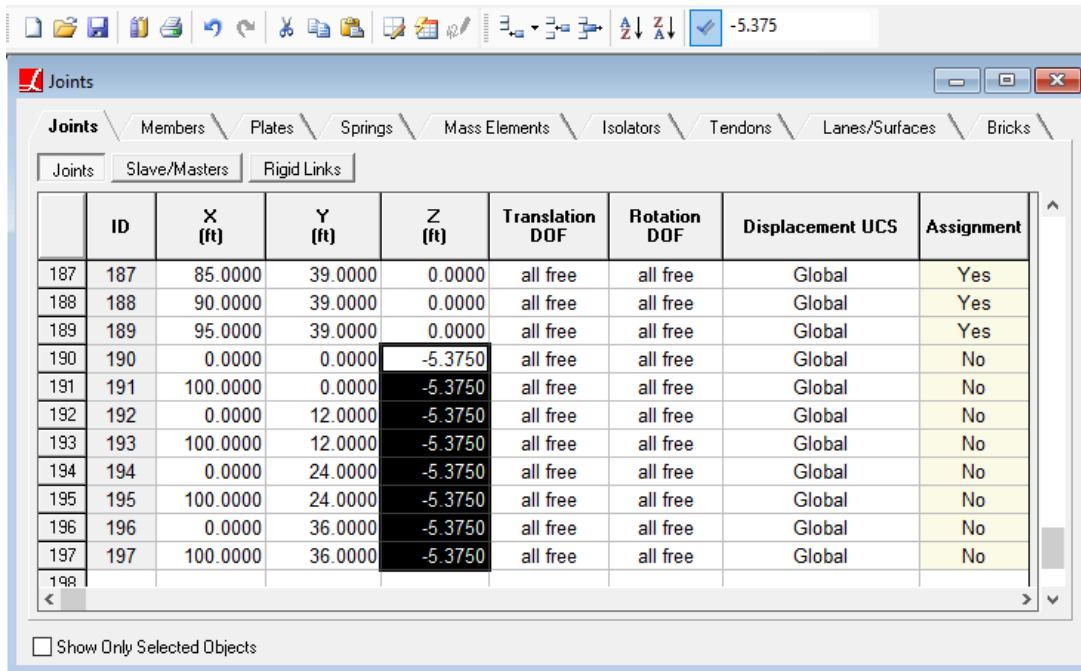 -5.375
Joints
Joints Members Plates Springs Mass Elements Isolators Tendons Lanes/Surfaces Bricks
Joints Slave/Masters Rigid Links
ID X (ft) Y (ft) Z (ft) Translation DOF Rotation DOF Displacement UCS Assignment
187 187 85.0000 39.0000 0.0000 all free all free Global Yes
188 188 90.0000 39.0000 0.0000 all free all free Global Yes
189 189 95.0000 39.0000 0.0000 all free all free Global Yes
190 190 0.0000 0.0000 -5.3750 all free all free Global No
191 191 100.0000 0.0000 -5.3750 all free all free Global No
192 192 0.0000 12.0000 -5.3750 all free all free Global No
193 193 100.0000 12.0000 -5.3750 all free all free Global No
194 194 0.0000 24.0000 -5.3750 all free all free Global No
195 195 100.0000 24.0000 -5.3750 all free all free Global No
196 196 0.0000 36.0000 -5.3750 all free all free Global No
197 197 100.0000 36.0000 -5.3750 all free all free Global No
198
Show Only Selected Objects